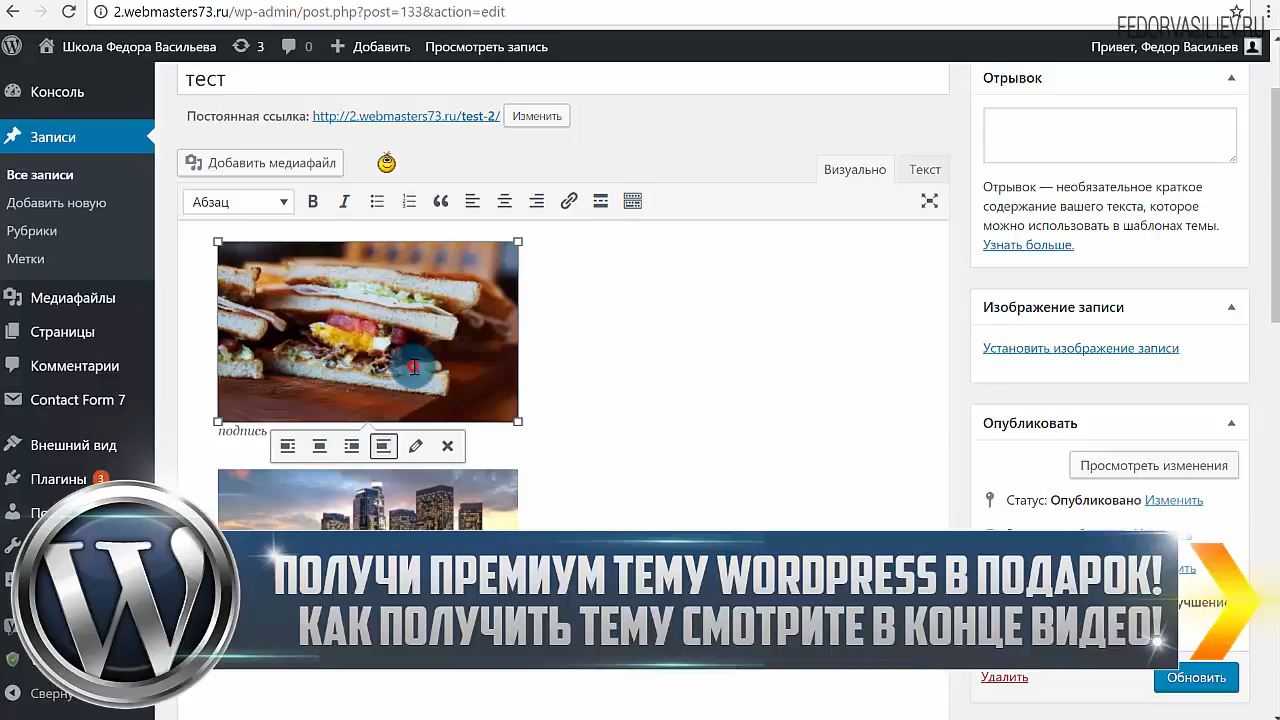 2.webmasters73.ru/wp-admin/post.php?post=133&action=edit
FEDORVASILIEV.RU
Школа Федора Васильева
3
0
Добавить
Просмотреть запись
Привет, Федор Васильев
Консоль
Записи
Все записи
Добавить новую
Рубрики
Метки
Медиафайлы
Страницы
Комментарии
Contact Form 7
Внешний вид
Плагины 3
тест
Постоянная ссылка: http://2.webmasters73.ru/test-2/ Изменить
Добавить медиафайл
Визуально
Текст
Абзац
B I
подпись
Отрывок
Отрывок — необязательное краткое
содержание вашего текста, которое
можно использовать в шаблонах темы.
Узнать больше.
Изображение записи
Установить изображение записи
Опубликовать
Просмотреть изменения
Статус: Опубликовано Изменить
Удалить
Обновить
W
ПОЛУЧИ ПРЕМИУМ ТЕМУ WORDPRESS В ПОДАРОК!
КАК ПОЛУЧИТЬ ТЕМУ СМОТРИТЕ В КОНЦЕ ВИДЕО!